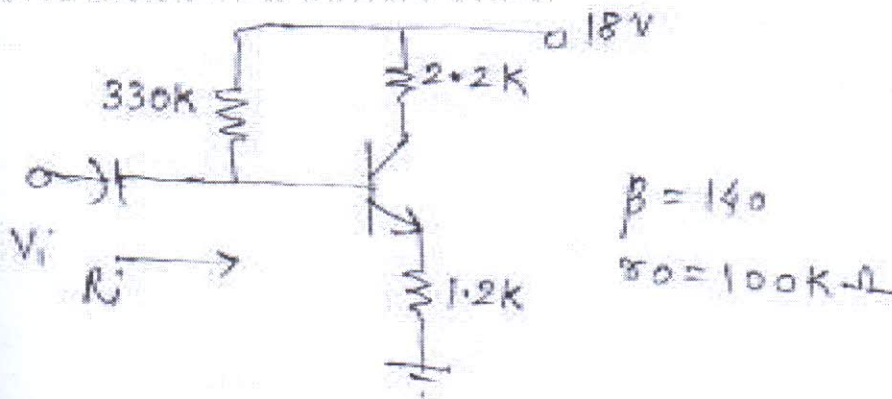 18V
330K
2.2K
Vi
Ri
1.2K
β = 140
ro = 100KΩ